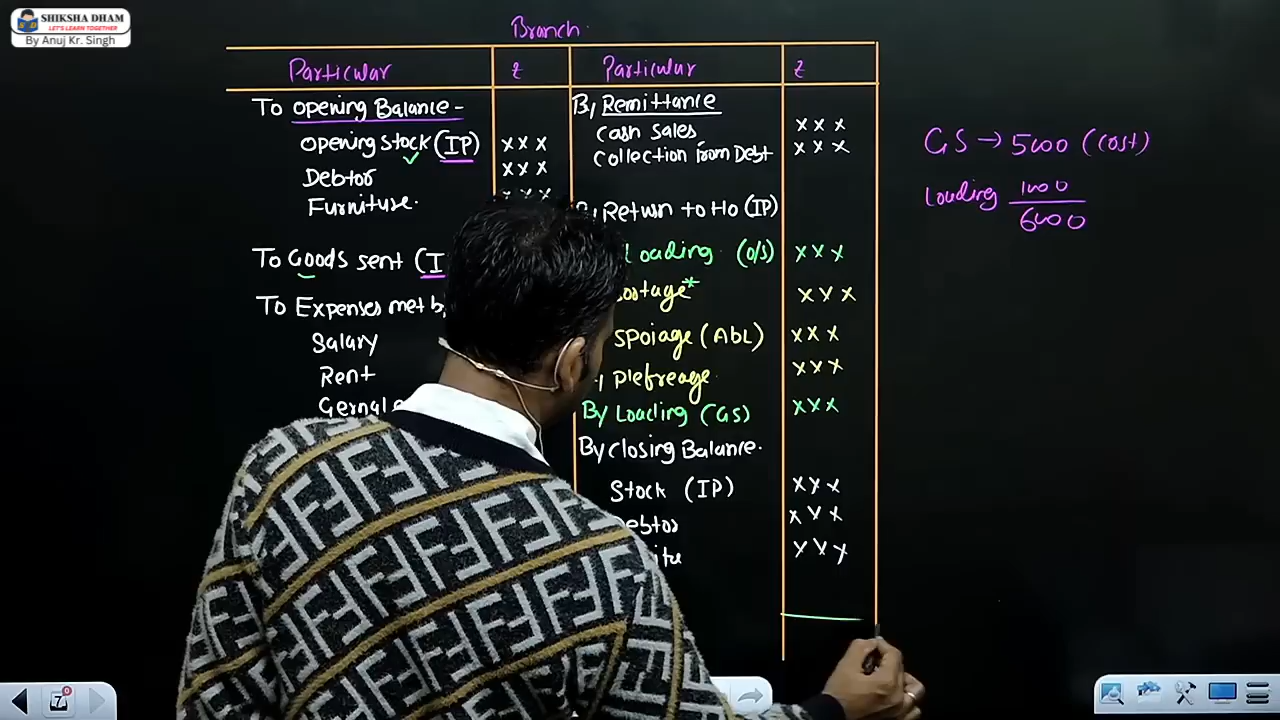 SHIKSHA DHAM
LET'S LEARN TOGETHER
By Anuj Kr. Singh
Branch
Particular ₹ Particular ₹
To opening Balance-
opening stock (IP) xxx
Debtor xxx
Furniture. xxx
To Goods sent (I
To Expenses met b
Salary
Rent
By Remittance
cash sales xxx
collection from Debt xxx
Return to Ho (IP)
Loading (O/S) xxx
xxx
spoiage (AbL) xxx
Plefreage xxx
By Loading (GS) xxx
By closing Balance.
Stock (IP) xxx
xxx
xxx
GS → 5000 (cost)
Loading 1000
6000
7